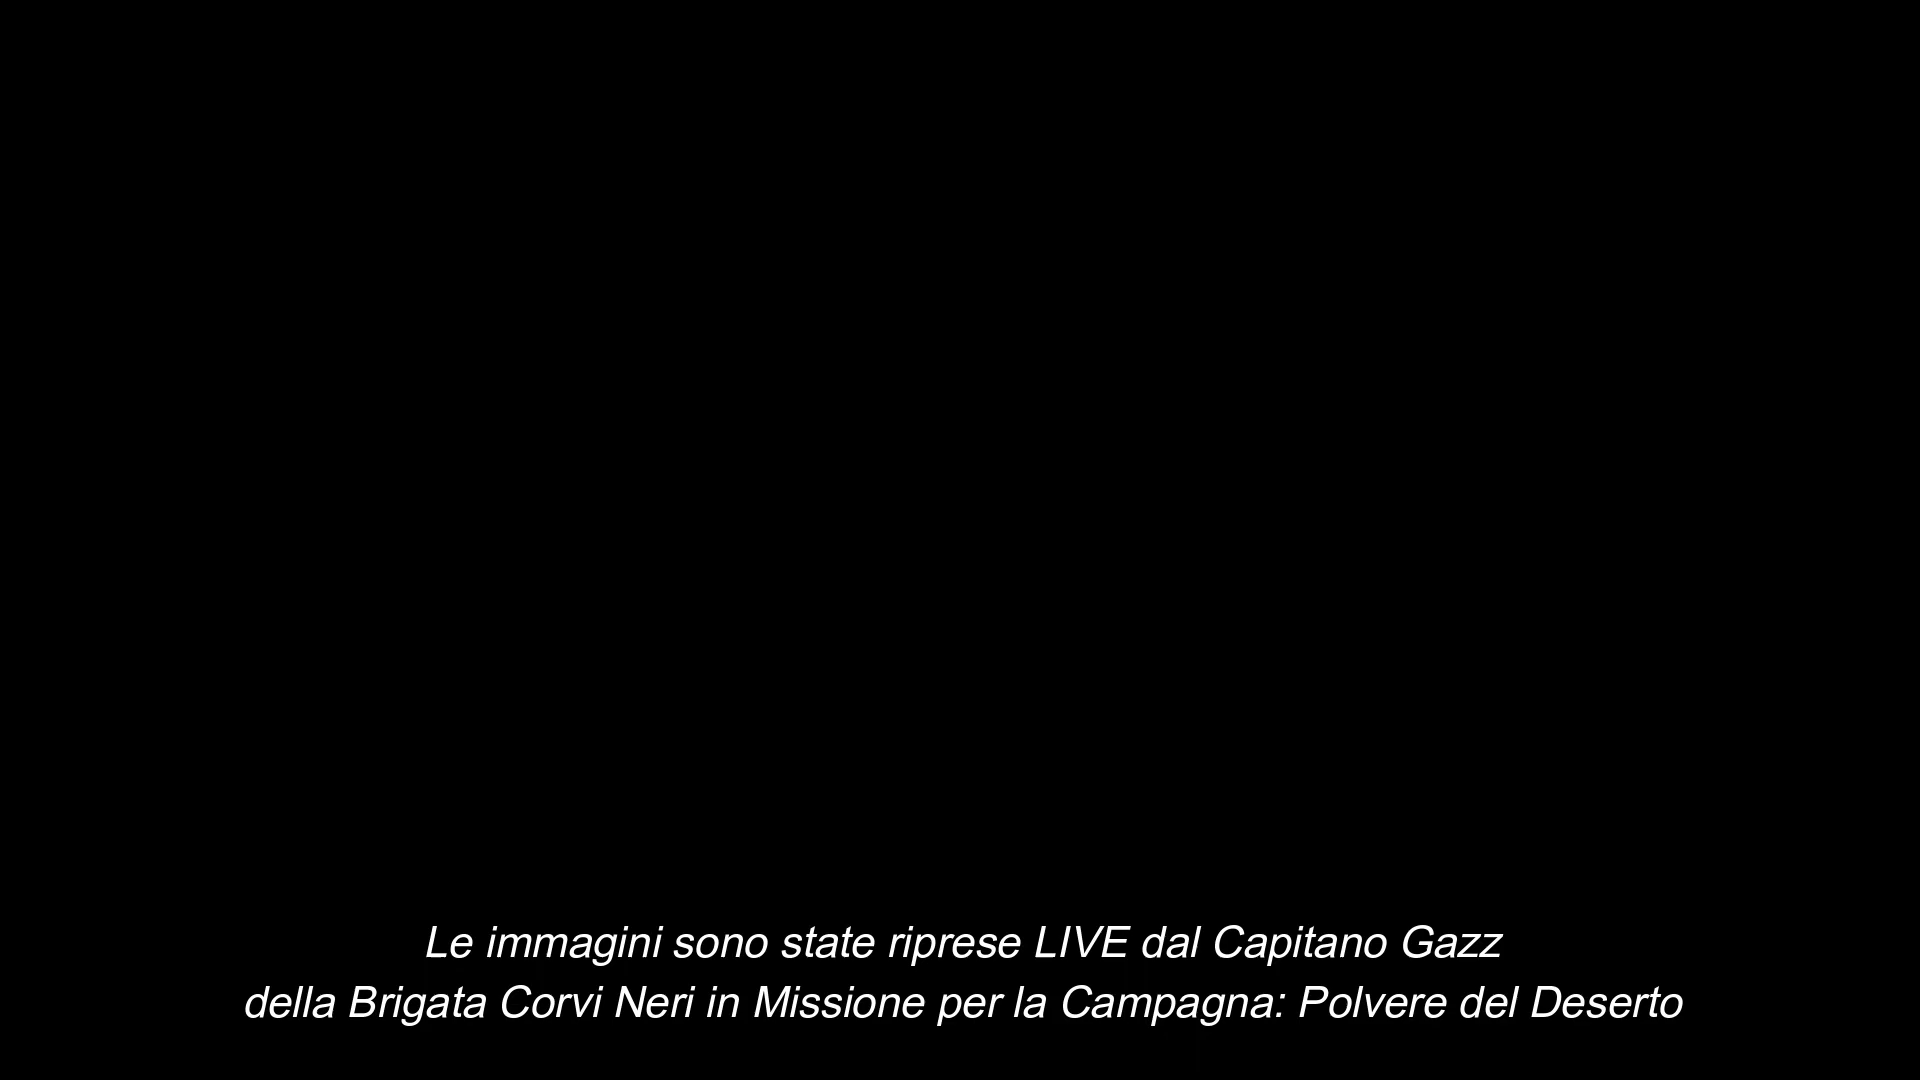 Le immagini sono state riprese LIVE dal Capitano Gazz
della Brigata Corvi Neri in Missione per la Campagna: Polvere del Deserto